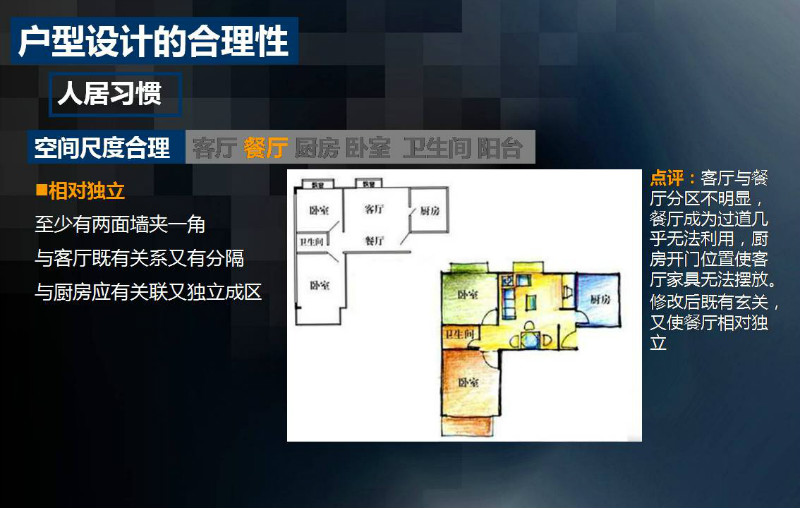 户型设计的合理性
人居习惯
空间尺度合理 客厅 餐厅 厨房 卧室 卫生间 阳台
■相对独立
至少有两面墙夹一角
与客厅既有关系又有分隔
与厨房应有关联又独立成区
卧室
客厅
厨房
卫生间
餐厅
卧室
卧室
厨房
卫生间
卧室
点评：客厅与餐
厅分区不明显，
餐厅成为过道几
乎无法利用，厨
房开门位置使客
厅家具无法摆放。
修改后既有玄关，
又使餐厅相对独
立